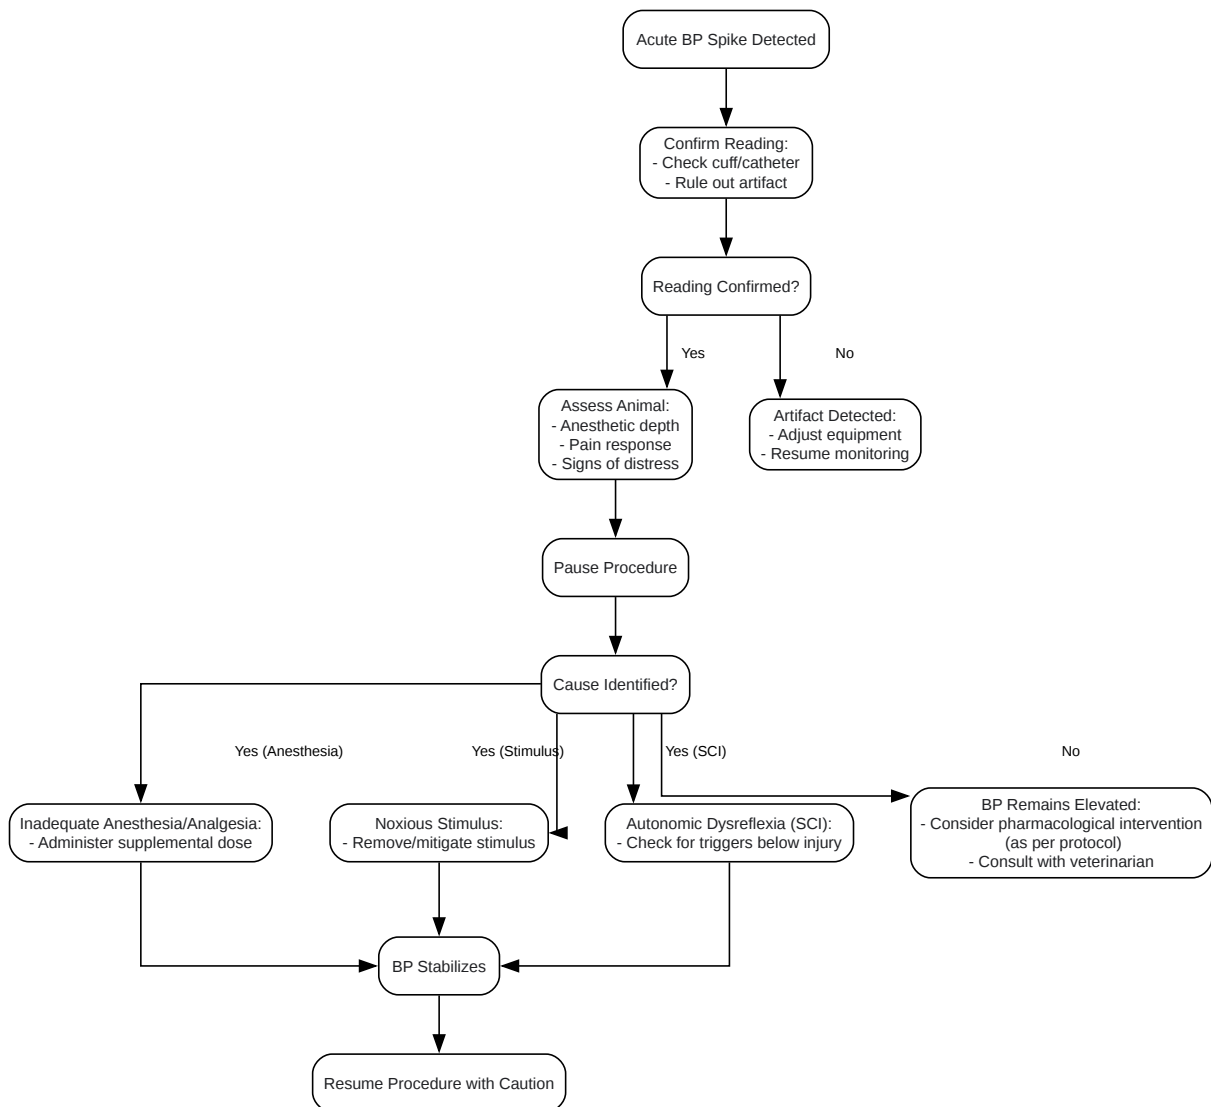 Acute BP Spike Detected
Confirm Reading:
- Check cuff/catheter
- Rule out artifact
Reading Confirmed?
Yes
No
Assess Animal:
- Anesthetic depth
- Pain response
- Signs of distress
Artifact Detected:
- Adjust equipment
- Resume monitoring
Pause Procedure
Cause Identified?
Yes (Anesthesia)
Yes (Stimulus)
Yes (SCI)
No
Inadequate Anesthesia/Analgesia:
- Administer supplemental dose
Noxious Stimulus:
- Remove/mitigate stimulus
Autonomic Dysreflexia (SCI):
- Check for triggers below injury
BP Remains Elevated:
- Consider pharmacological intervention
(as per protocol)
- Consult with veterinarian
BP Stabilizes
Resume Procedure with Caution